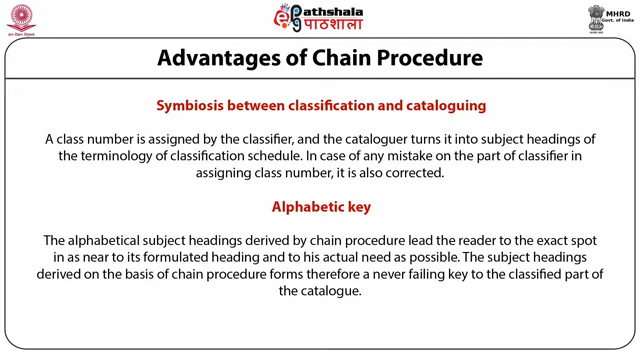 ePathshala
पाठशाला
MHRD
Govt. of India
Advantages of Chain Procedure
Symbiosis between classification and cataloguing
A class number is assigned by the classifier, and the cataloguer turns it into subject headings of
the terminology of classification schedule. In case of any mistake on the part of classifier in
assigning class number, it is also corrected.
Alphabetic key
The alphabetical subject headings derived by chain procedure lead the reader to the exact spot
in as near to its formulated heading and to his actual need as possible. The subject headings
derived on the basis of chain procedure forms therefore a never failing key to the classified part of
the catalogue.